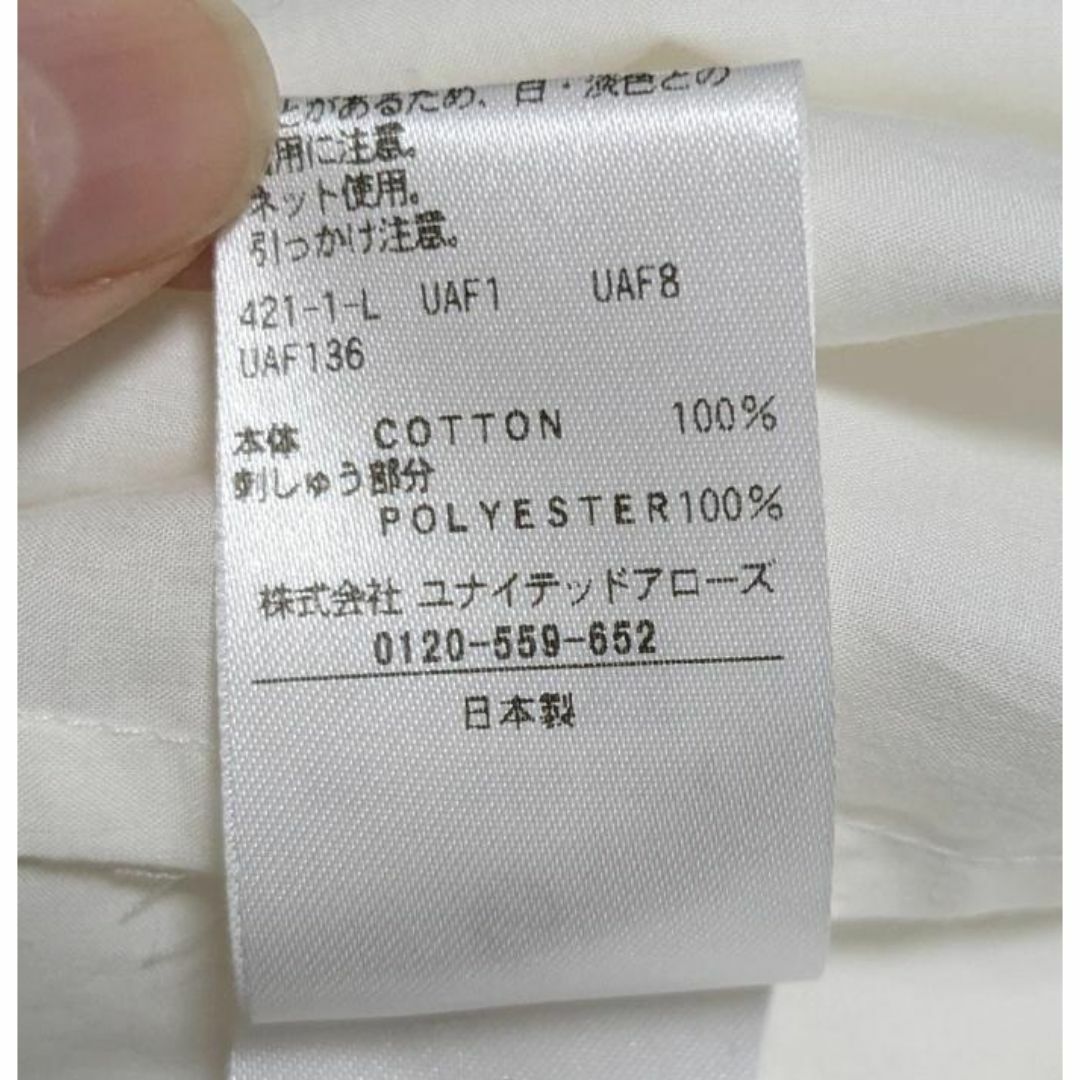 とがあるため、白・淡色との
用に注意。
ネット使用。
引っかけ注意。
421-1-L UAF1 UAF8
UAF136
本体 COTTON 100%
刺しゅう部分
POLYESTER100%
株式会社 ユナイテッドアローズ
0120-559-652
日本製